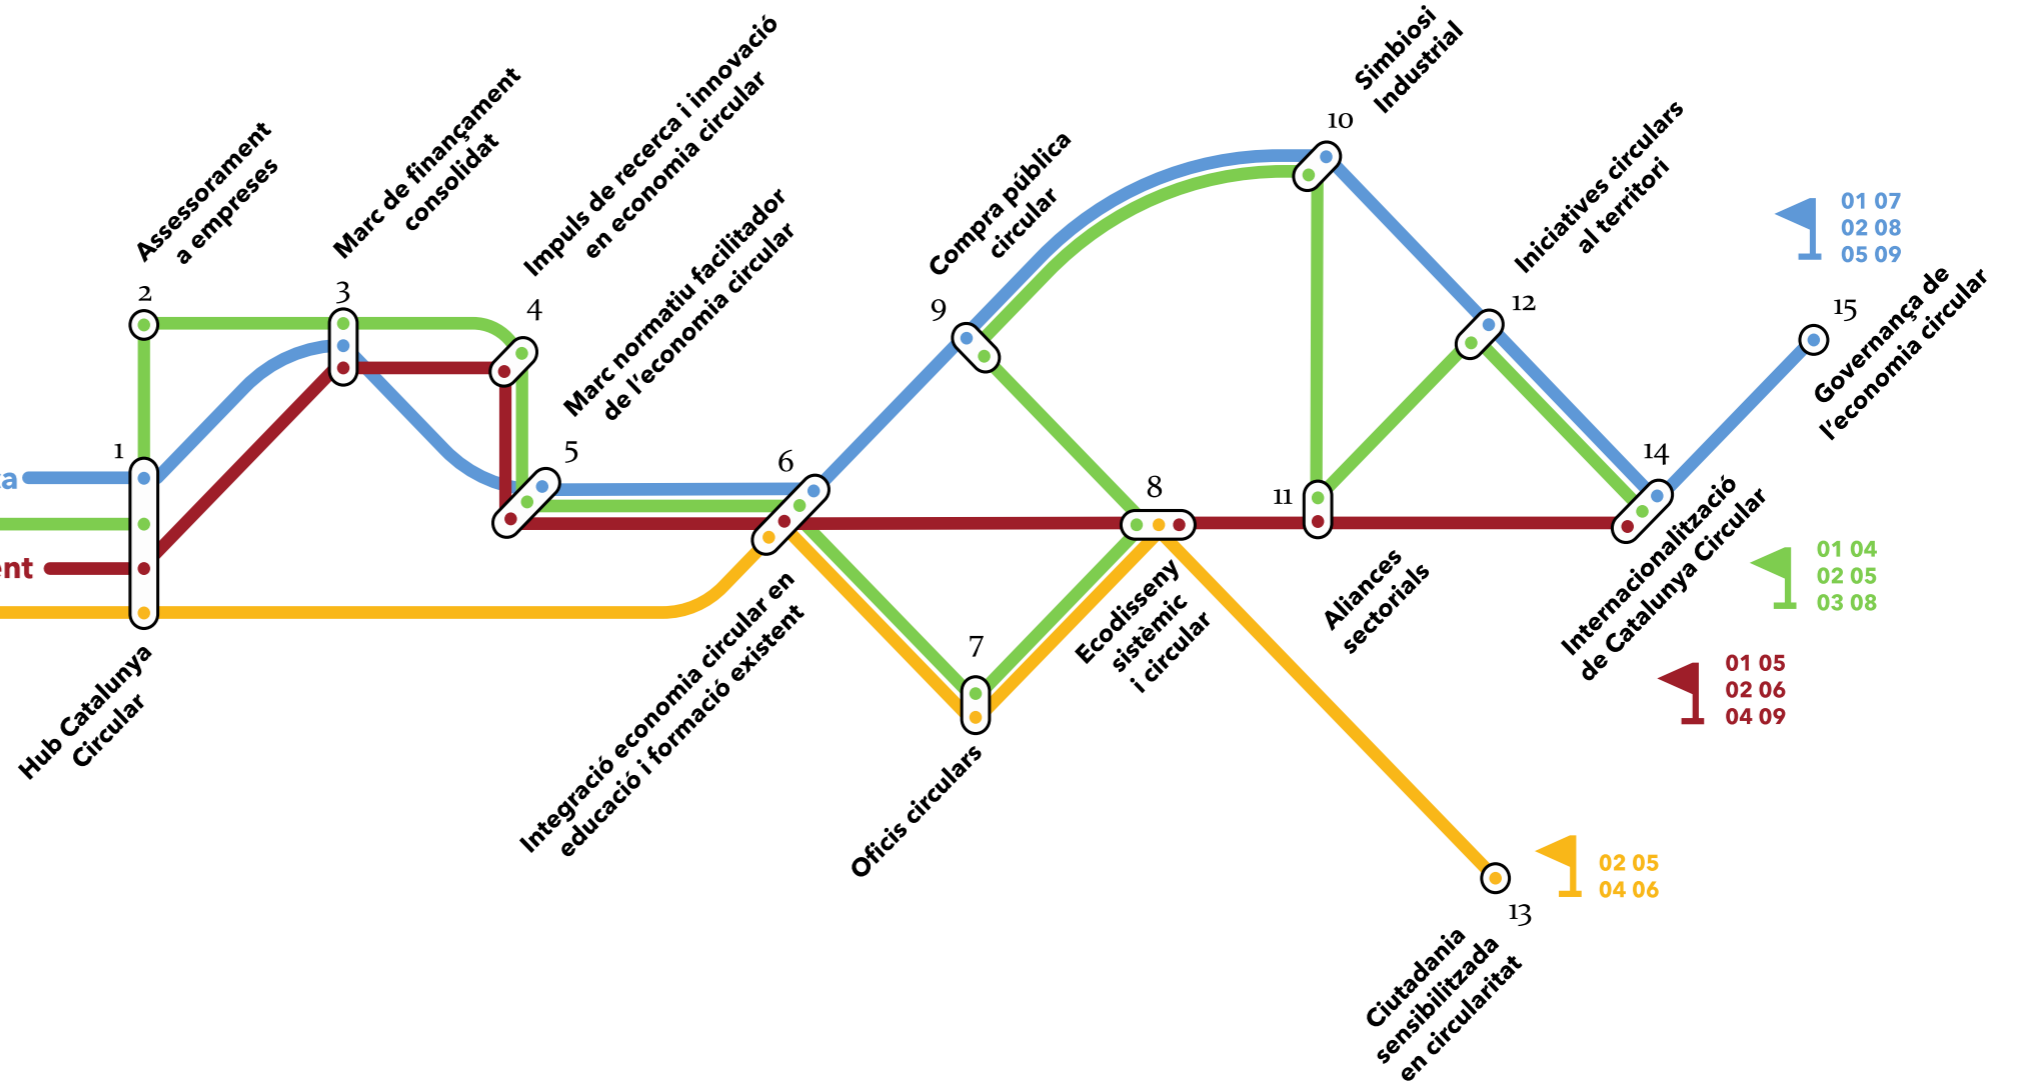 2
Assessorament
a empreses
3
Marc de finançament
consolidat
4
Impuls de recerca i innovació
en economia circular
5
Marc normatiu facilitador
de l'economia circular
1
Hub Catalunya
Circular
6
Integració economia circular en
educació i formació existent
7
Oficis circulars
8
Ecodisseny
sistèmic
i circular
9
Compra pública
circular
10
Simbiosi
Industrial
11
Aliances
sectorials
12
Iniciatives circulars
al territori
13
Ciutadania
sensibilitzada
en circularitat
14
Internacionalització
de Catalunya Circular
15
Governança de
l'economia circular
01 07
02 08
05 09
01 04
02 05
03 08
01 05
02 06
04 09
02 05
04 06